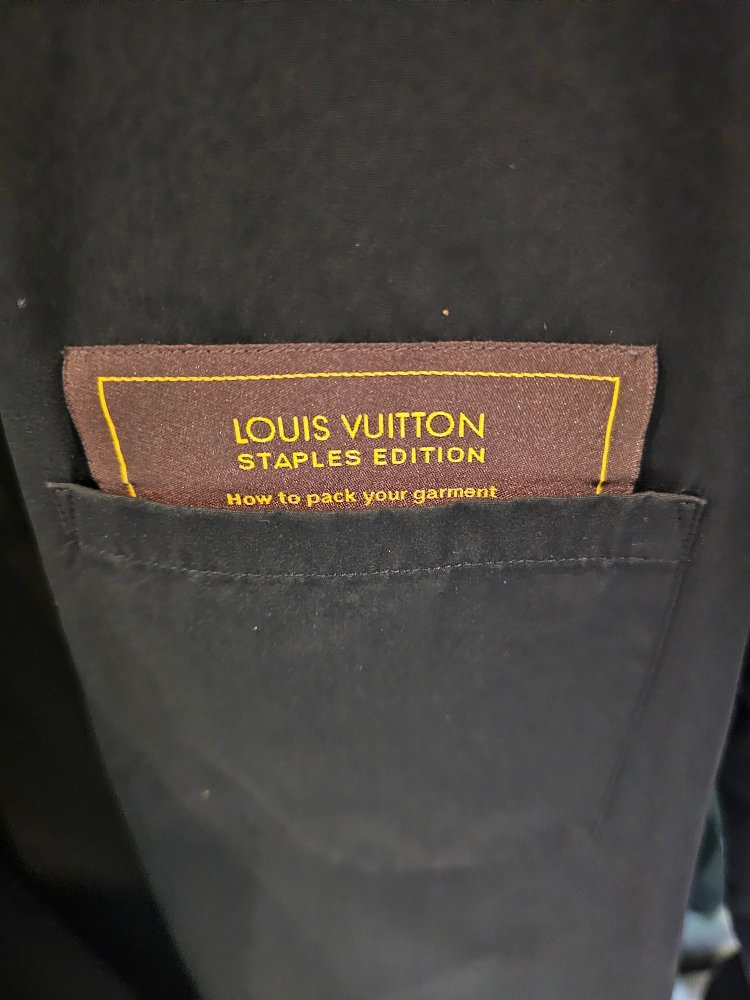 LOUIS VUITTON
STAPLES EDITION
How to pack your garment